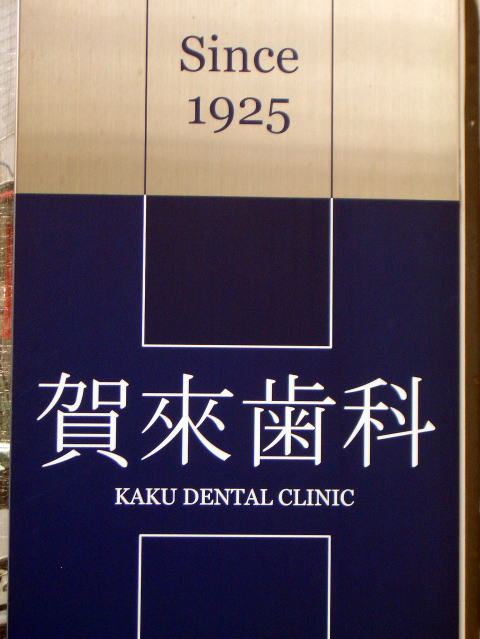 Since
1925
賀來歯科
KAKU DENTAL CLINIC